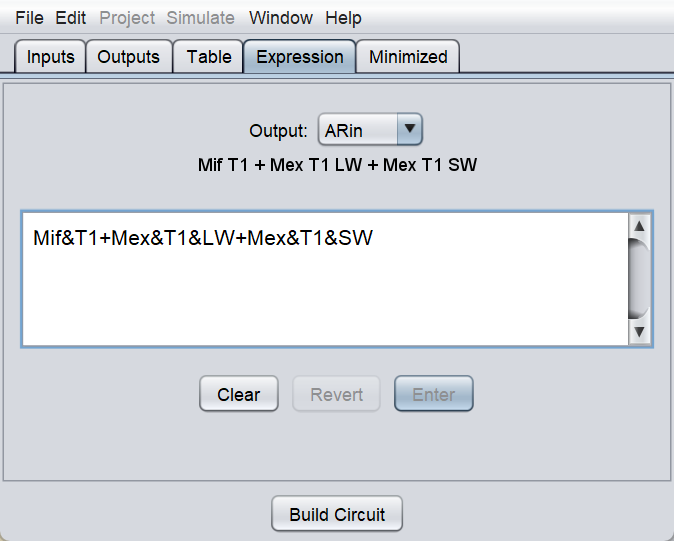 File Edit Project Simulate Window Help
Inputs Outputs Table Expression Minimized
Output: ARin
Mif T1 + Mex T1 LW + Mex T1 SW
Mif&T1+Mex&T1&LW+Mex&T1&SW
Clear Revert Enter
Build Circuit